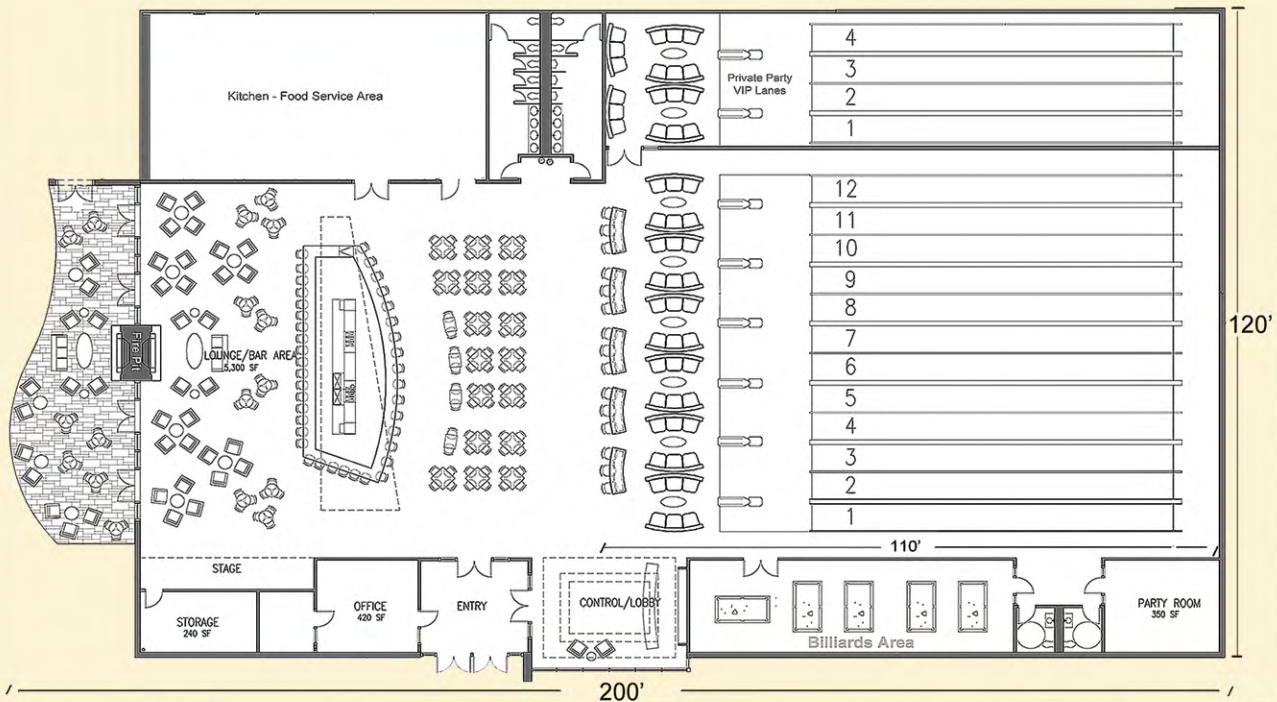 Kitchen - Food Service Area
Private Party
VIP Lanes
4
3
2
1
12
11
10
9
8
7
6
5
4
3
2
1
120'
Fire Pit
LOUNGE/BAR AREA
5,300 SF
110'
STAGE
STORAGE
240 SF
OFFICE
420 SF
ENTRY
CONTROL/LOBBY
Billiards Area
PARTY ROOM
350 SF
200'